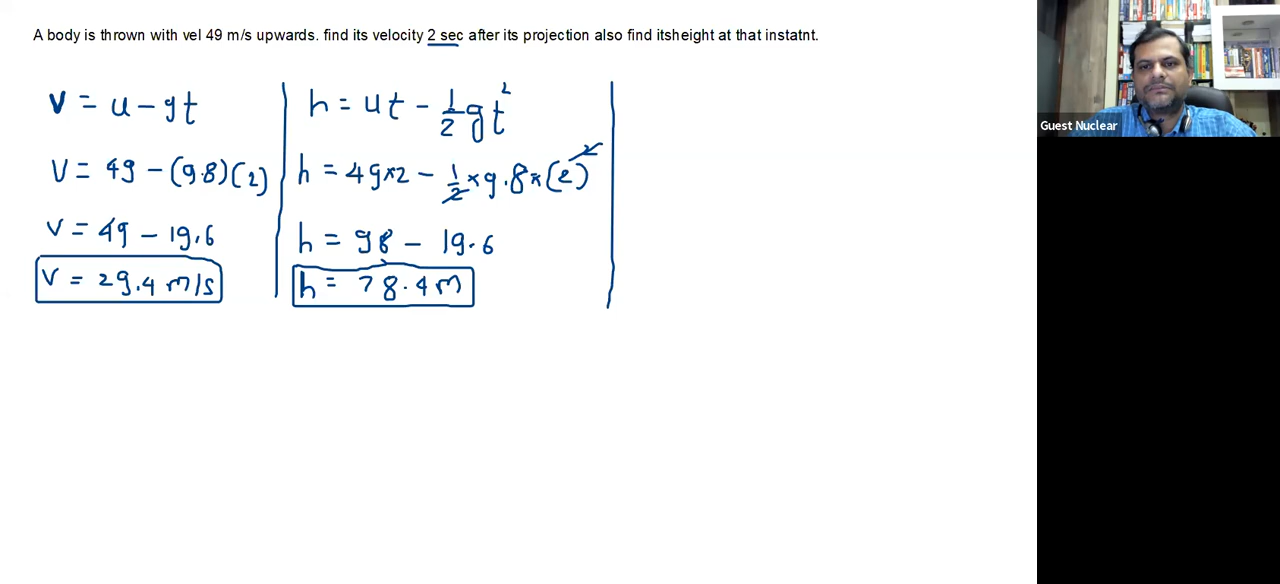 A body is thrown with vel 49 m/s upwards. find its velocity 2 sec after its projection also find itsheight at that instatnt.
v = u - gt
V = 49 - (9.8)(2)
v = 49 - 19.6
V = 29.4 m/s
h = ut - 1/2 gt²
h = 49×2 - 1/2 × 9.8 × (2)²
h = 98 - 19.6
h = 78.4 m
Guest Nuclear